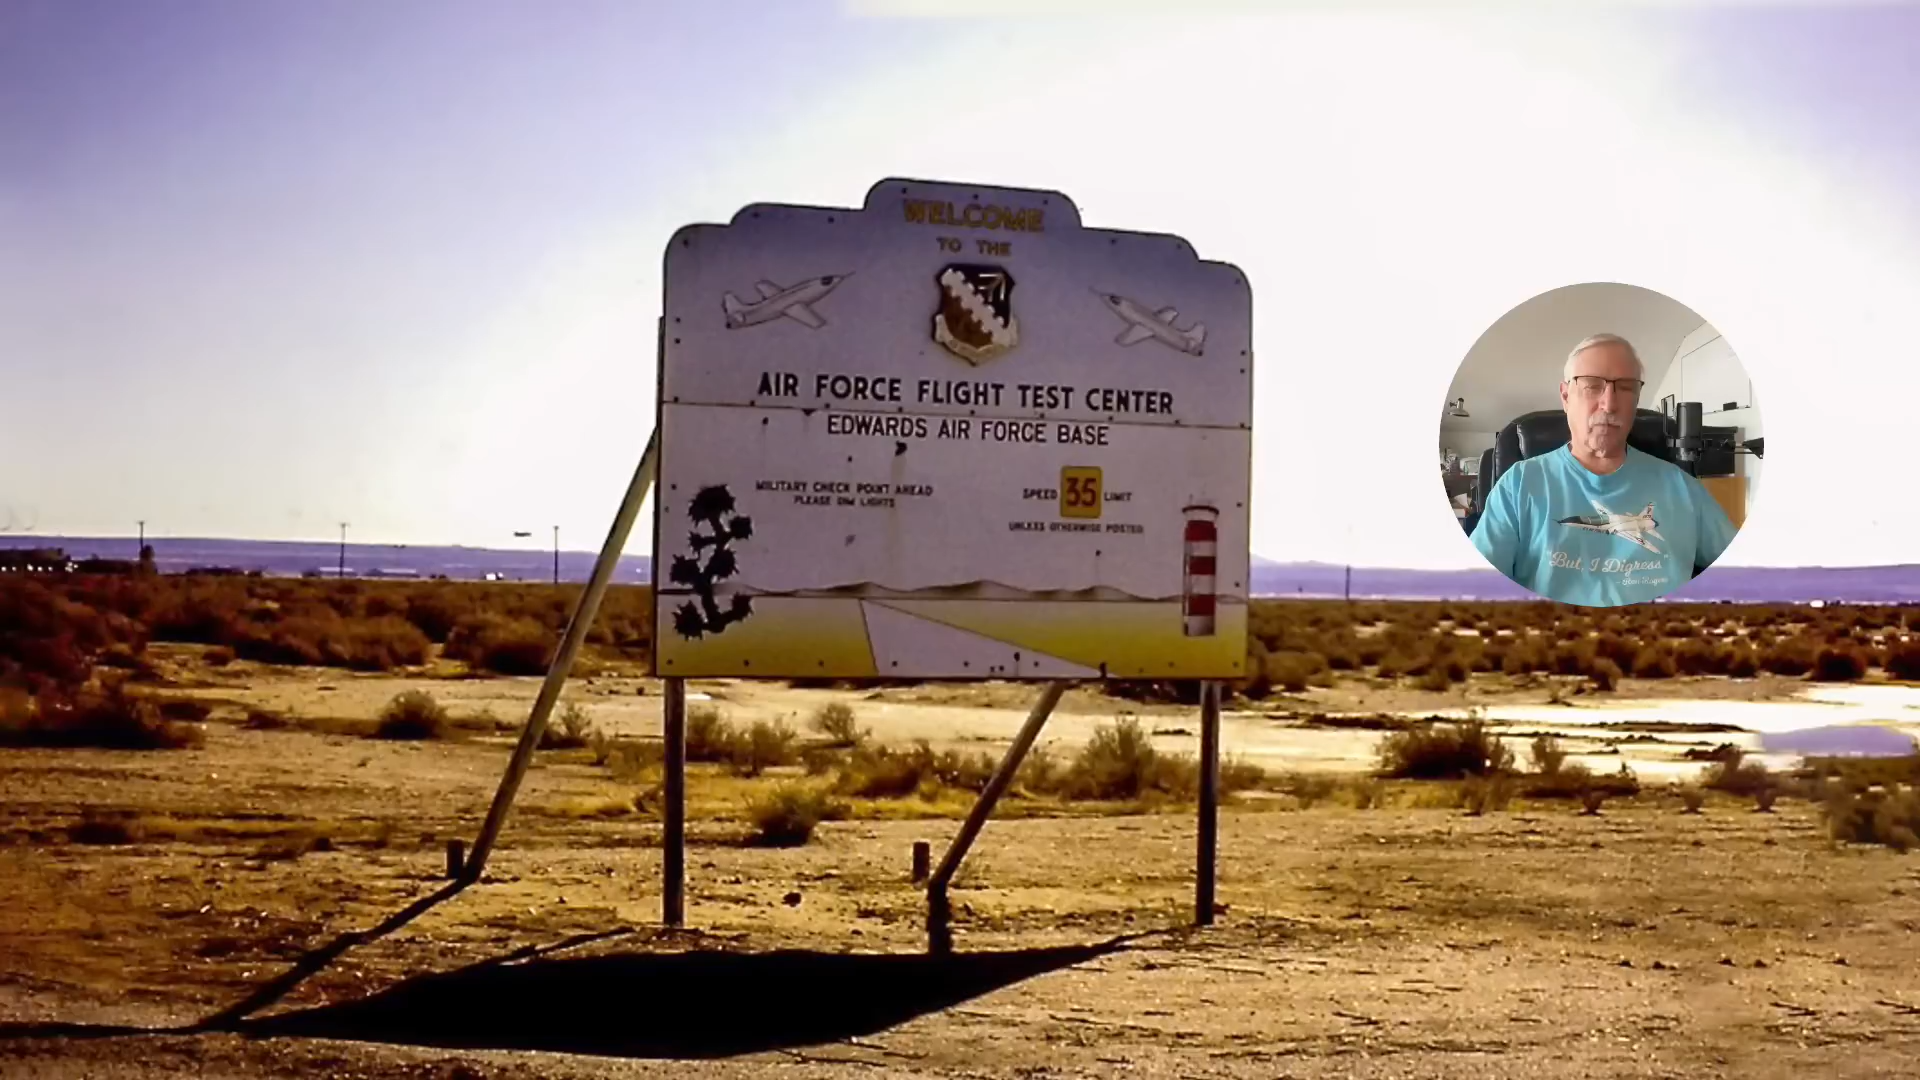 WELCOME
TO THE
AIR FORCE FLIGHT TEST CENTER
EDWARDS AIR FORCE BASE
MILITARY CHECK POINT AHEAD
PLEASE DIM LIGHTS
SPEED 35 LIMIT
UNLESS OTHERWISE POSTED
"But, I Digress"